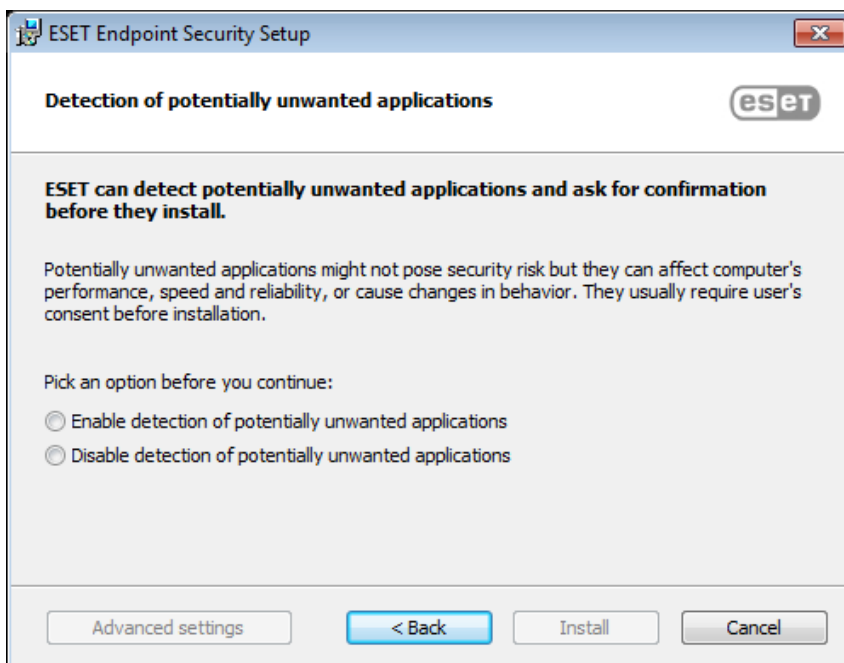 ESET Endpoint Security Setup
Detection of potentially unwanted applications
eseT
ESET can detect potentially unwanted applications and ask for confirmation
before they install.
Potentially unwanted applications might not pose security risk but they can affect computer's
performance, speed and reliability, or cause changes in behavior. They usually require user's
consent before installation.
Pick an option before you continue:
Enable detection of potentially unwanted applications
Disable detection of potentially unwanted applications
Advanced settings
< Back
Install
Cancel